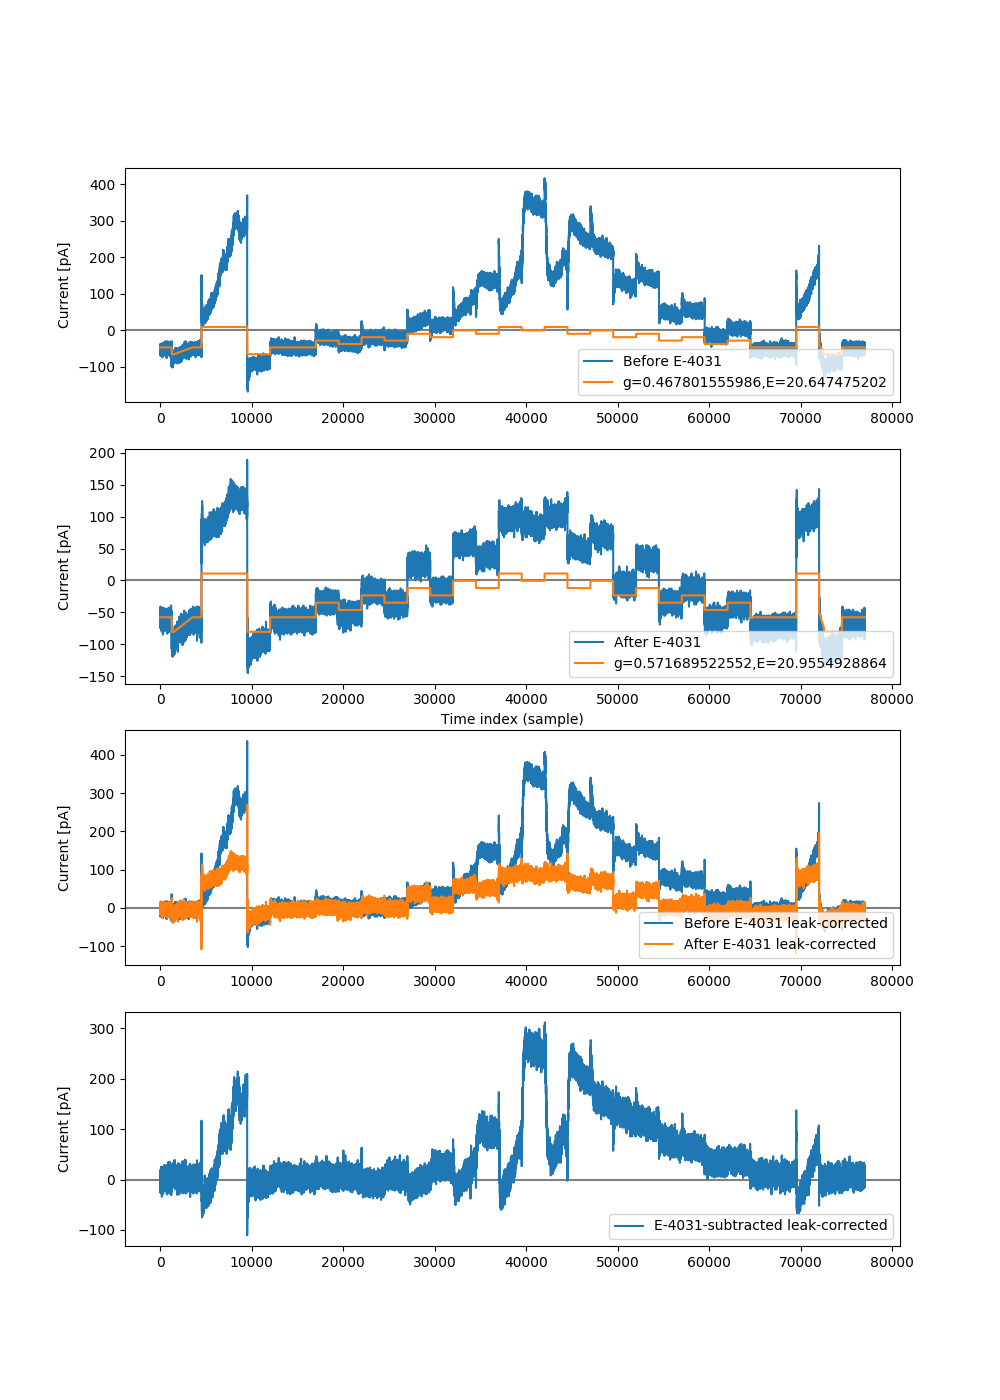 400
300
200
100
0
−100
Current [pA]
Before E-4031
g=0.467801555986,E=20.647475202
0 10000 20000 30000 40000 50000 60000 70000 80000
200
150
100
50
0
−50
−100
−150
Current [pA]
After E-4031
g=0.571689522552,E=20.9554928864
0 10000 20000 30000 40000 50000 60000 70000 80000
Time index (sample)
400
300
200
100
0
−100
Current [pA]
Before E-4031 leak-corrected
After E-4031 leak-corrected
0 10000 20000 30000 40000 50000 60000 70000 80000
300
200
100
0
−100
Current [pA]
E-4031-subtracted leak-corrected
0 10000 20000 30000 40000 50000 60000 70000 80000